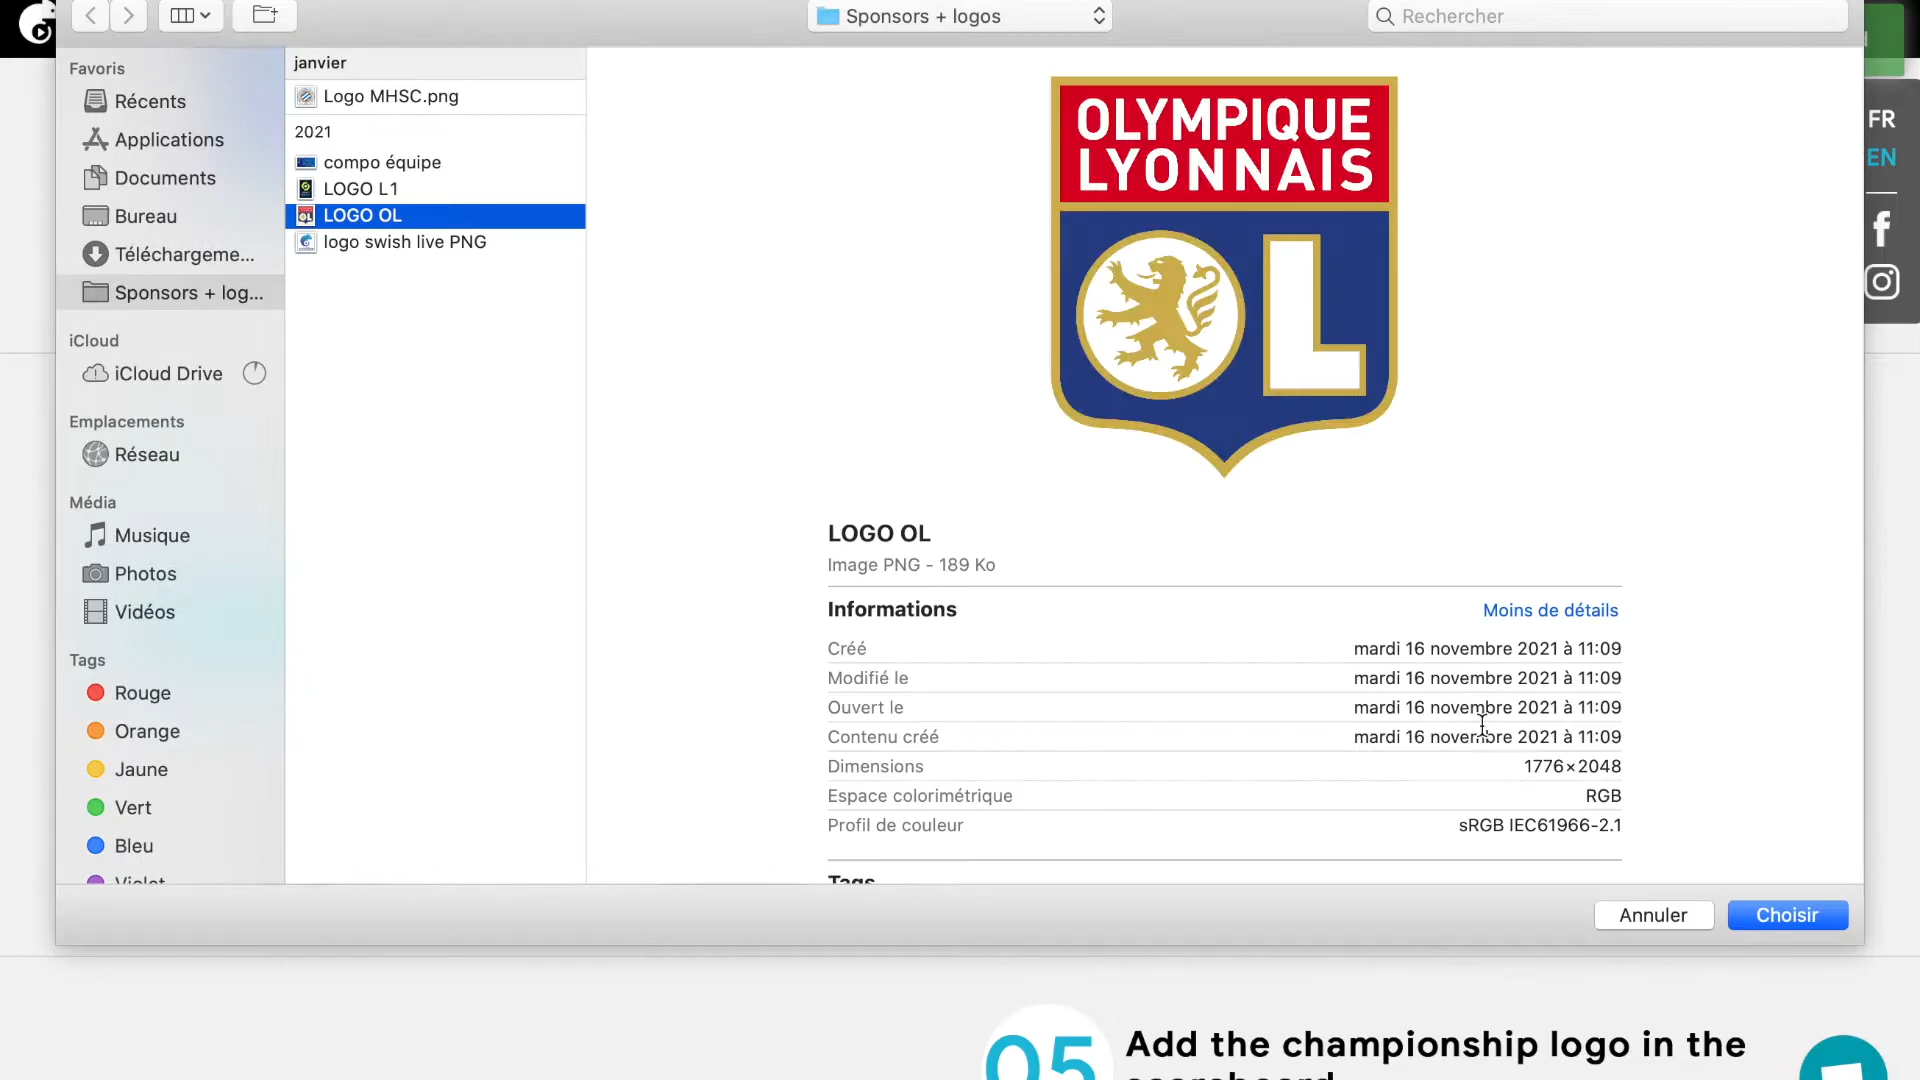 Sponsors + logos
Rechercher
Favoris
Récents
Applications
Documents
Bureau
Téléchargeme...
Sponsors + log...
iCloud
iCloud Drive
Emplacements
Réseau
Média
Musique
Photos
Vidéos
Tags
Rouge
Orange
Jaune
Vert
Bleu
Violet
janvier
Logo MHSC.png
2021
compo équipe
LOGO L1
LOGO OL
logo swish live PNG
OLYMPIQUE
LYONNAIS
OL
LOGO OL
Image PNG - 189 Ko
Informations
Moins de détails
Créé
mardi 16 novembre 2021 à 11:09
Modifié le
mardi 16 novembre 2021 à 11:09
Ouvert le
mardi 16 novembre 2021 à 11:09
Contenu créé
mardi 16 novembre 2021 à 11:09
Dimensions
1776×2048
Espace colorimétrique
RGB
Profil de couleur
sRGB IEC61966-2.1
Tags
Annuler
Choisir
FR
EN
05
Add the championship logo in the
scoreboard